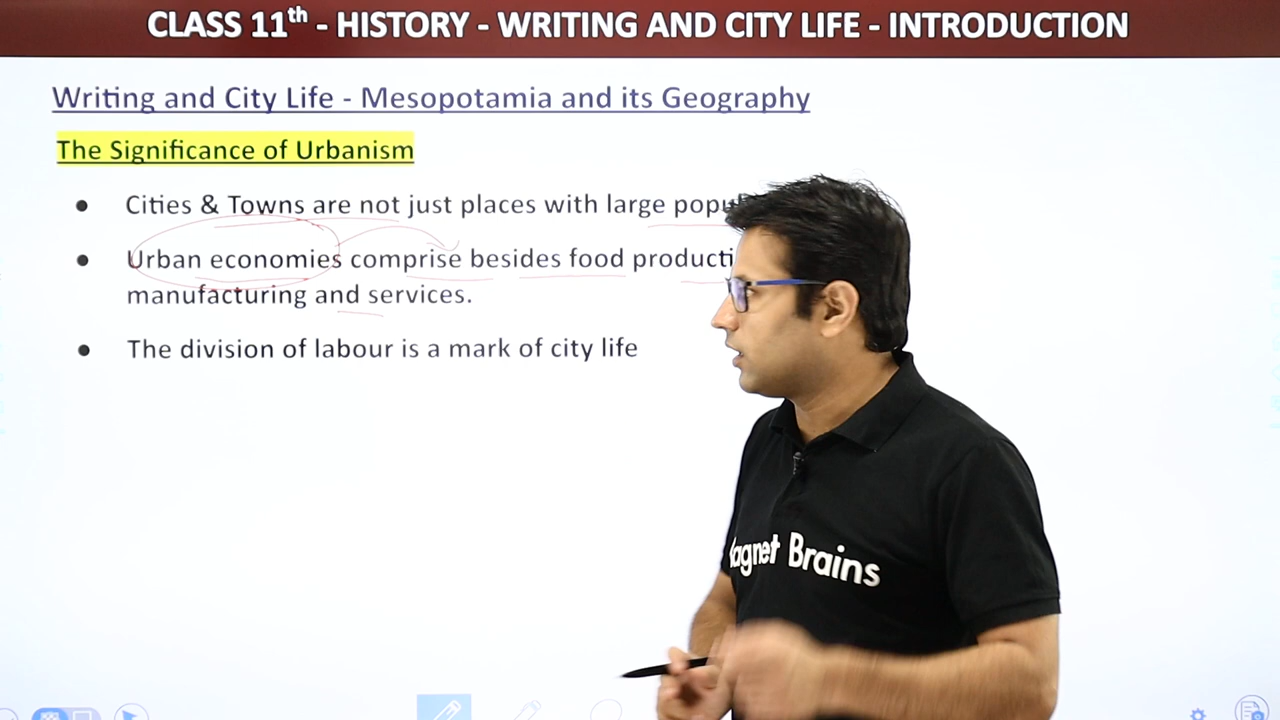 CLASS 11th - HISTORY - WRITING AND CITY LIFE - INTRODUCTION
Writing and City Life - Mesopotamia and its Geography
The Significance of Urbanism
● Cities & Towns are not just places with large
● Urban economies comprise besides food
manufacturing and services.
● The division of labour is a mark of city life
Brains